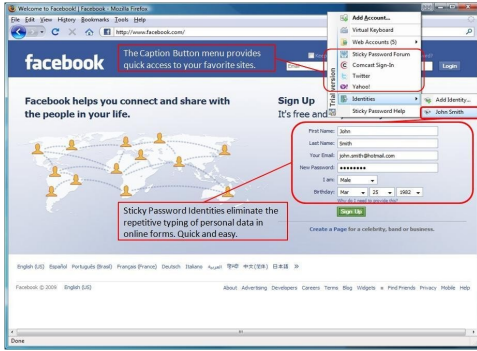 Welcome to Facebook! | Facebook - Mozilla Firefox
File Edit View History Bookmarks Tools Help
http://www.facebook.com/
Add Account...
Virtual Keyboard
Web Accounts (5)
Sticky Password Forum
Comcast Sign-In
Twitter
Yahoo!
Identities
Sticky Password Help
Trial version
Add Identity...
John Smith
The Caption Button menu provides
quick access to your favorite sites.
facebook
Login
Facebook helps you connect and share with
the people in your life.
Sign Up
It's free and
First Name: John
Last Name: Smith
Your Email: john.smith@hotmail.com
New Password: ••••••••
I am: Male
Birthday: Mar 25 1982
Why do I need to provide this?
Sign Up
Sticky Password Identities eliminate the
repetitive typing of personal data in
online forms. Quick and easy.
Create a Page for a celebrity, band or business.
English (US) Español Português (Brasil) Français (France) Deutsch Italiano العربية हिन्दी 中文(简体) 日本語 »
Facebook © 2009 English (US)
About Advertising Developers Careers Terms Blog Widgets Find Friends Privacy Mobile Help
Done